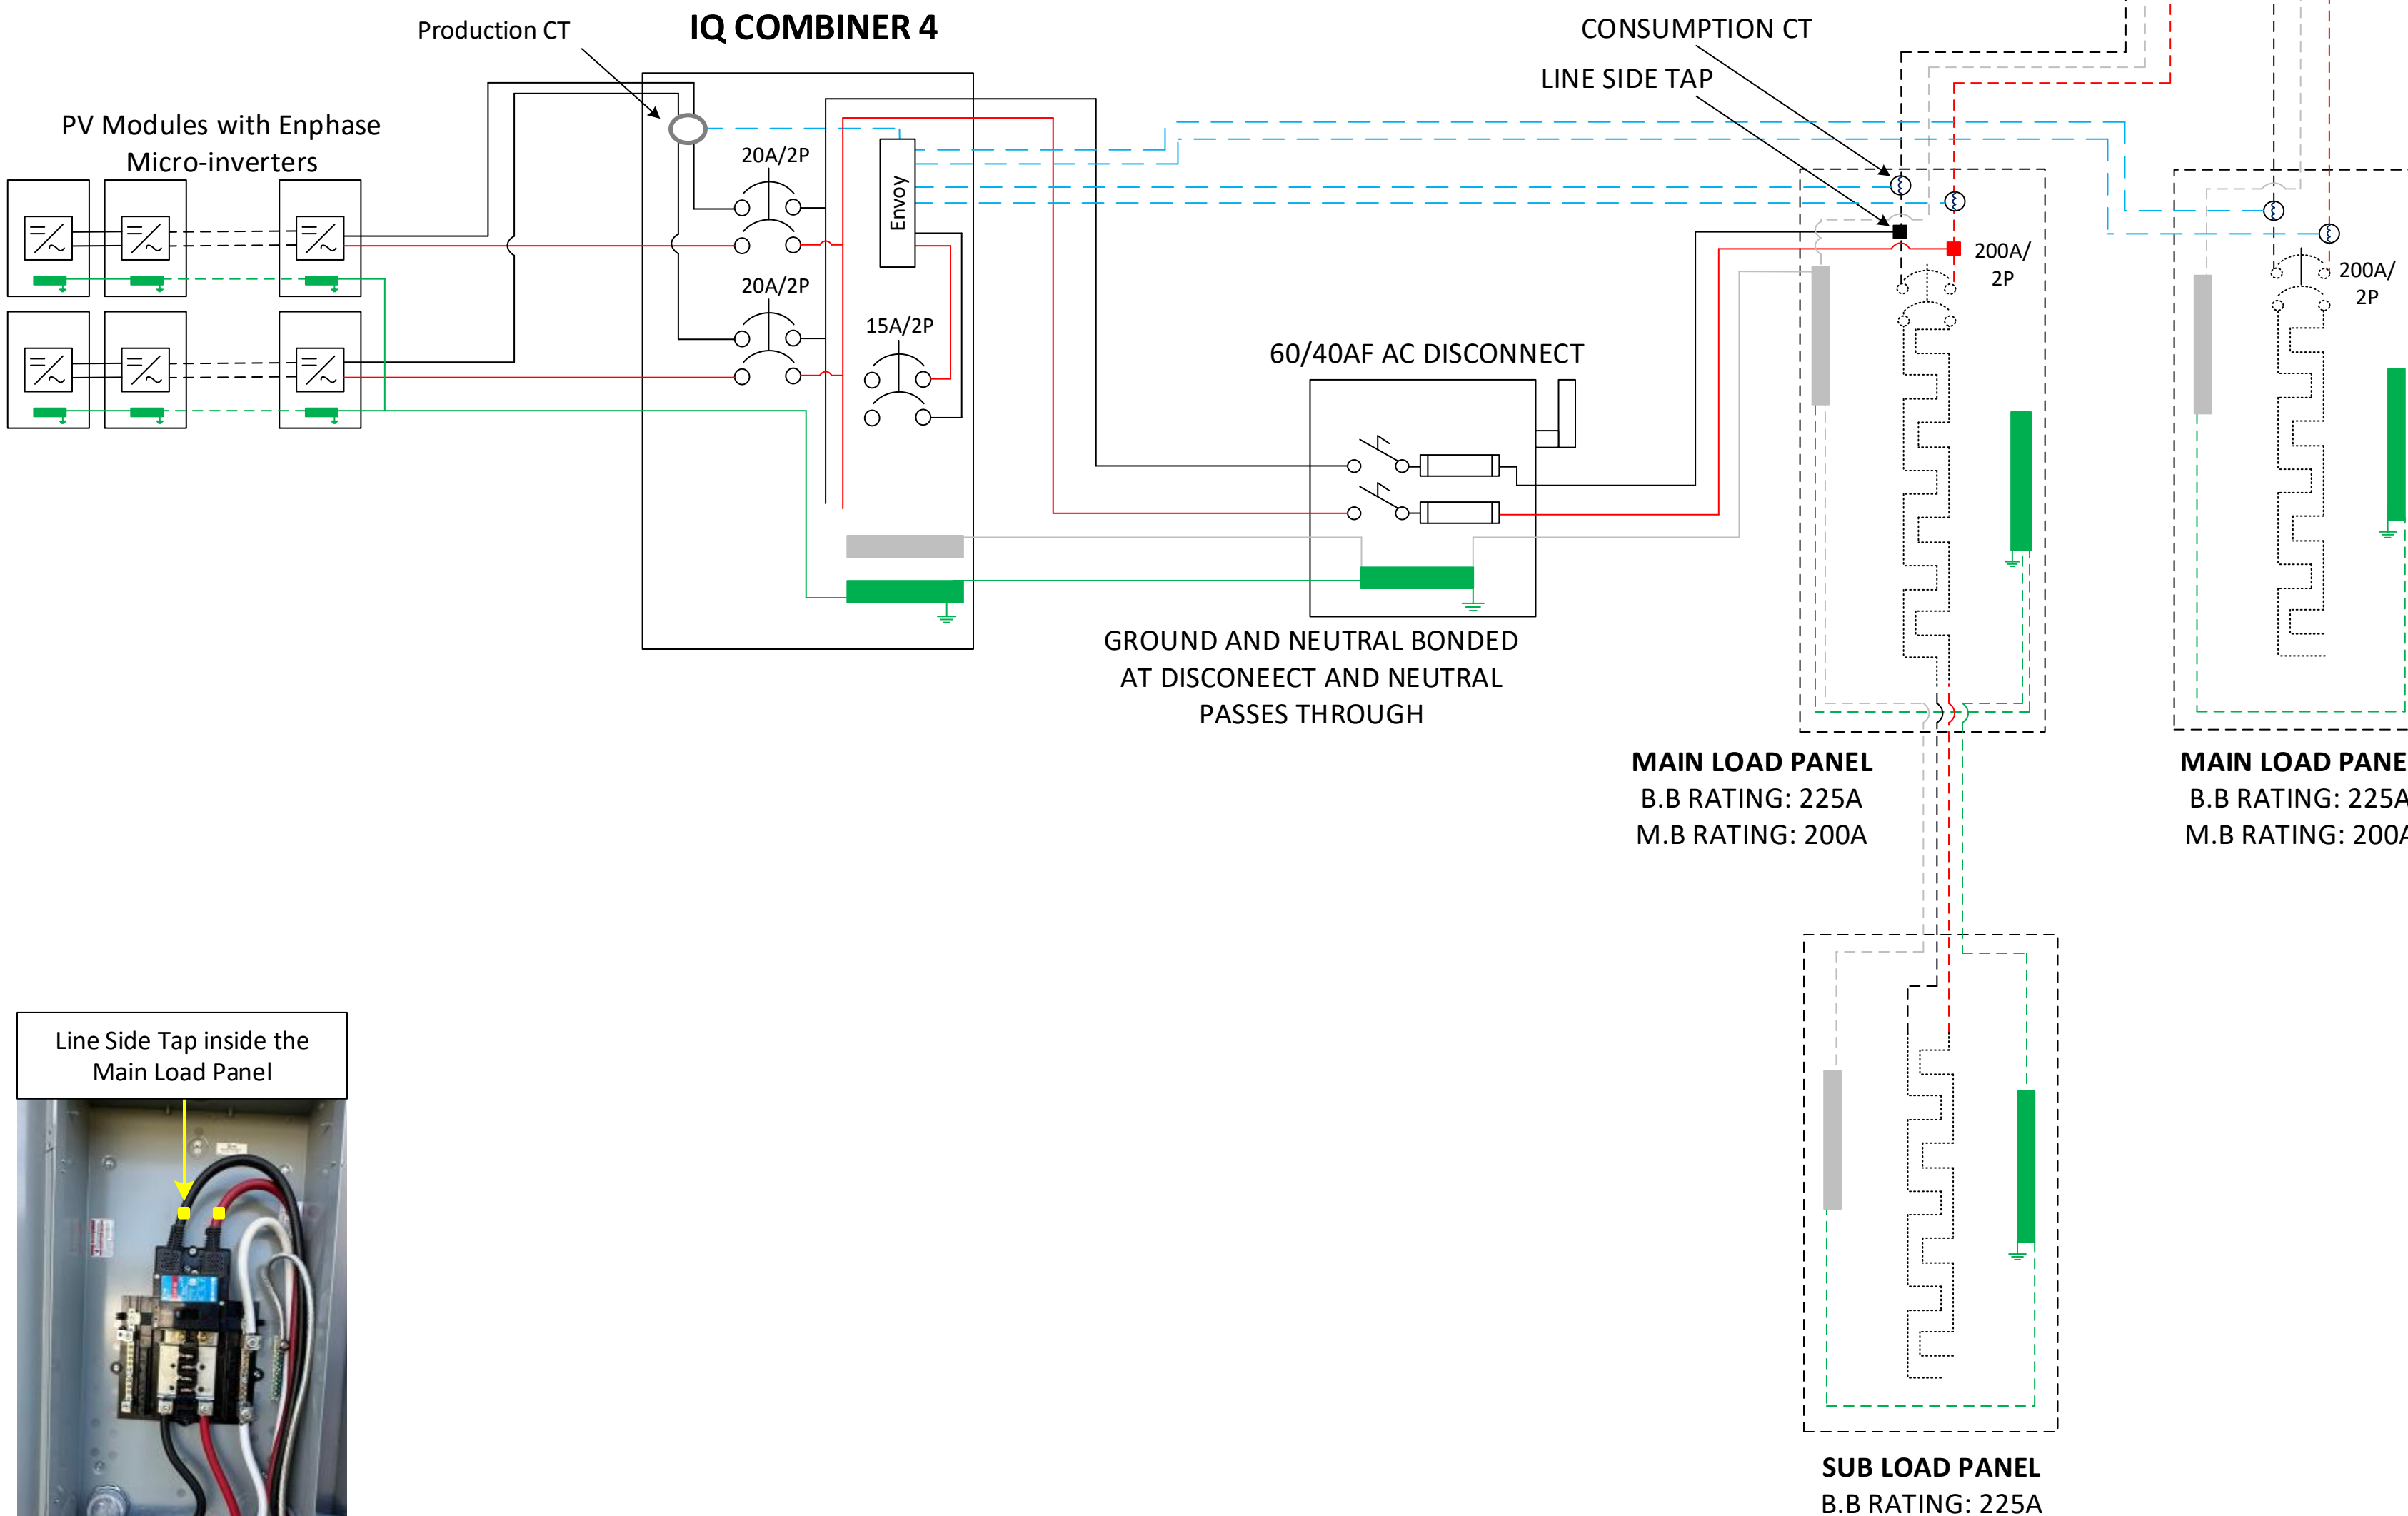 Production CT
IQ COMBINER 4
CONSUMPTION CT
LINE SIDE TAP
PV Modules with Enphase
Micro-inverters
20A/2P
Envoy
20A/2P
15A/2P
200A/
2P
200A/
2P
60/40AF AC DISCONNECT
GROUND AND NEUTRAL BONDED
AT DISCONEECT AND NEUTRAL
PASSES THROUGH
MAIN LOAD PANEL
B.B RATING: 225A
M.B RATING: 200A
MAIN LOAD PANE
B.B RATING: 225A
M.B RATING: 200A
Line Side Tap inside the
Main Load Panel
SUB LOAD PANEL
B.B RATING: 225A